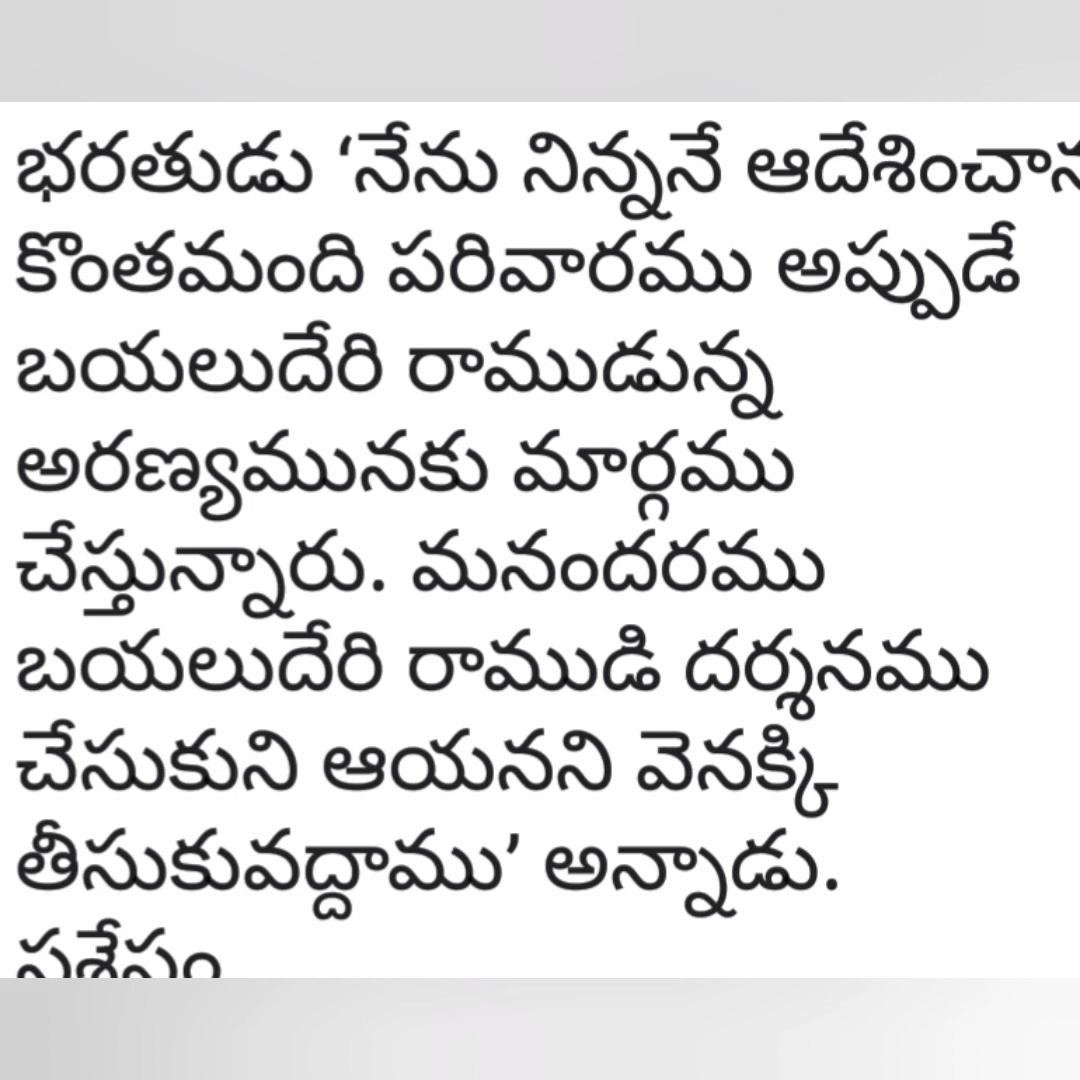 భరతుడు ‘నేను నిన్ననే ఆదేశించాన
కొంతమంది పరివారము అప్పుడే
బయలుదేరి రాముడున్న
అరణ్యమునకు మార్గము
చేస్తున్నారు. మనందరము
బయలుదేరి రాముడి దర్శనము
చేసుకుని ఆయనని వెనక్కి
తీసుకువద్దాము’ అన్నాడు.